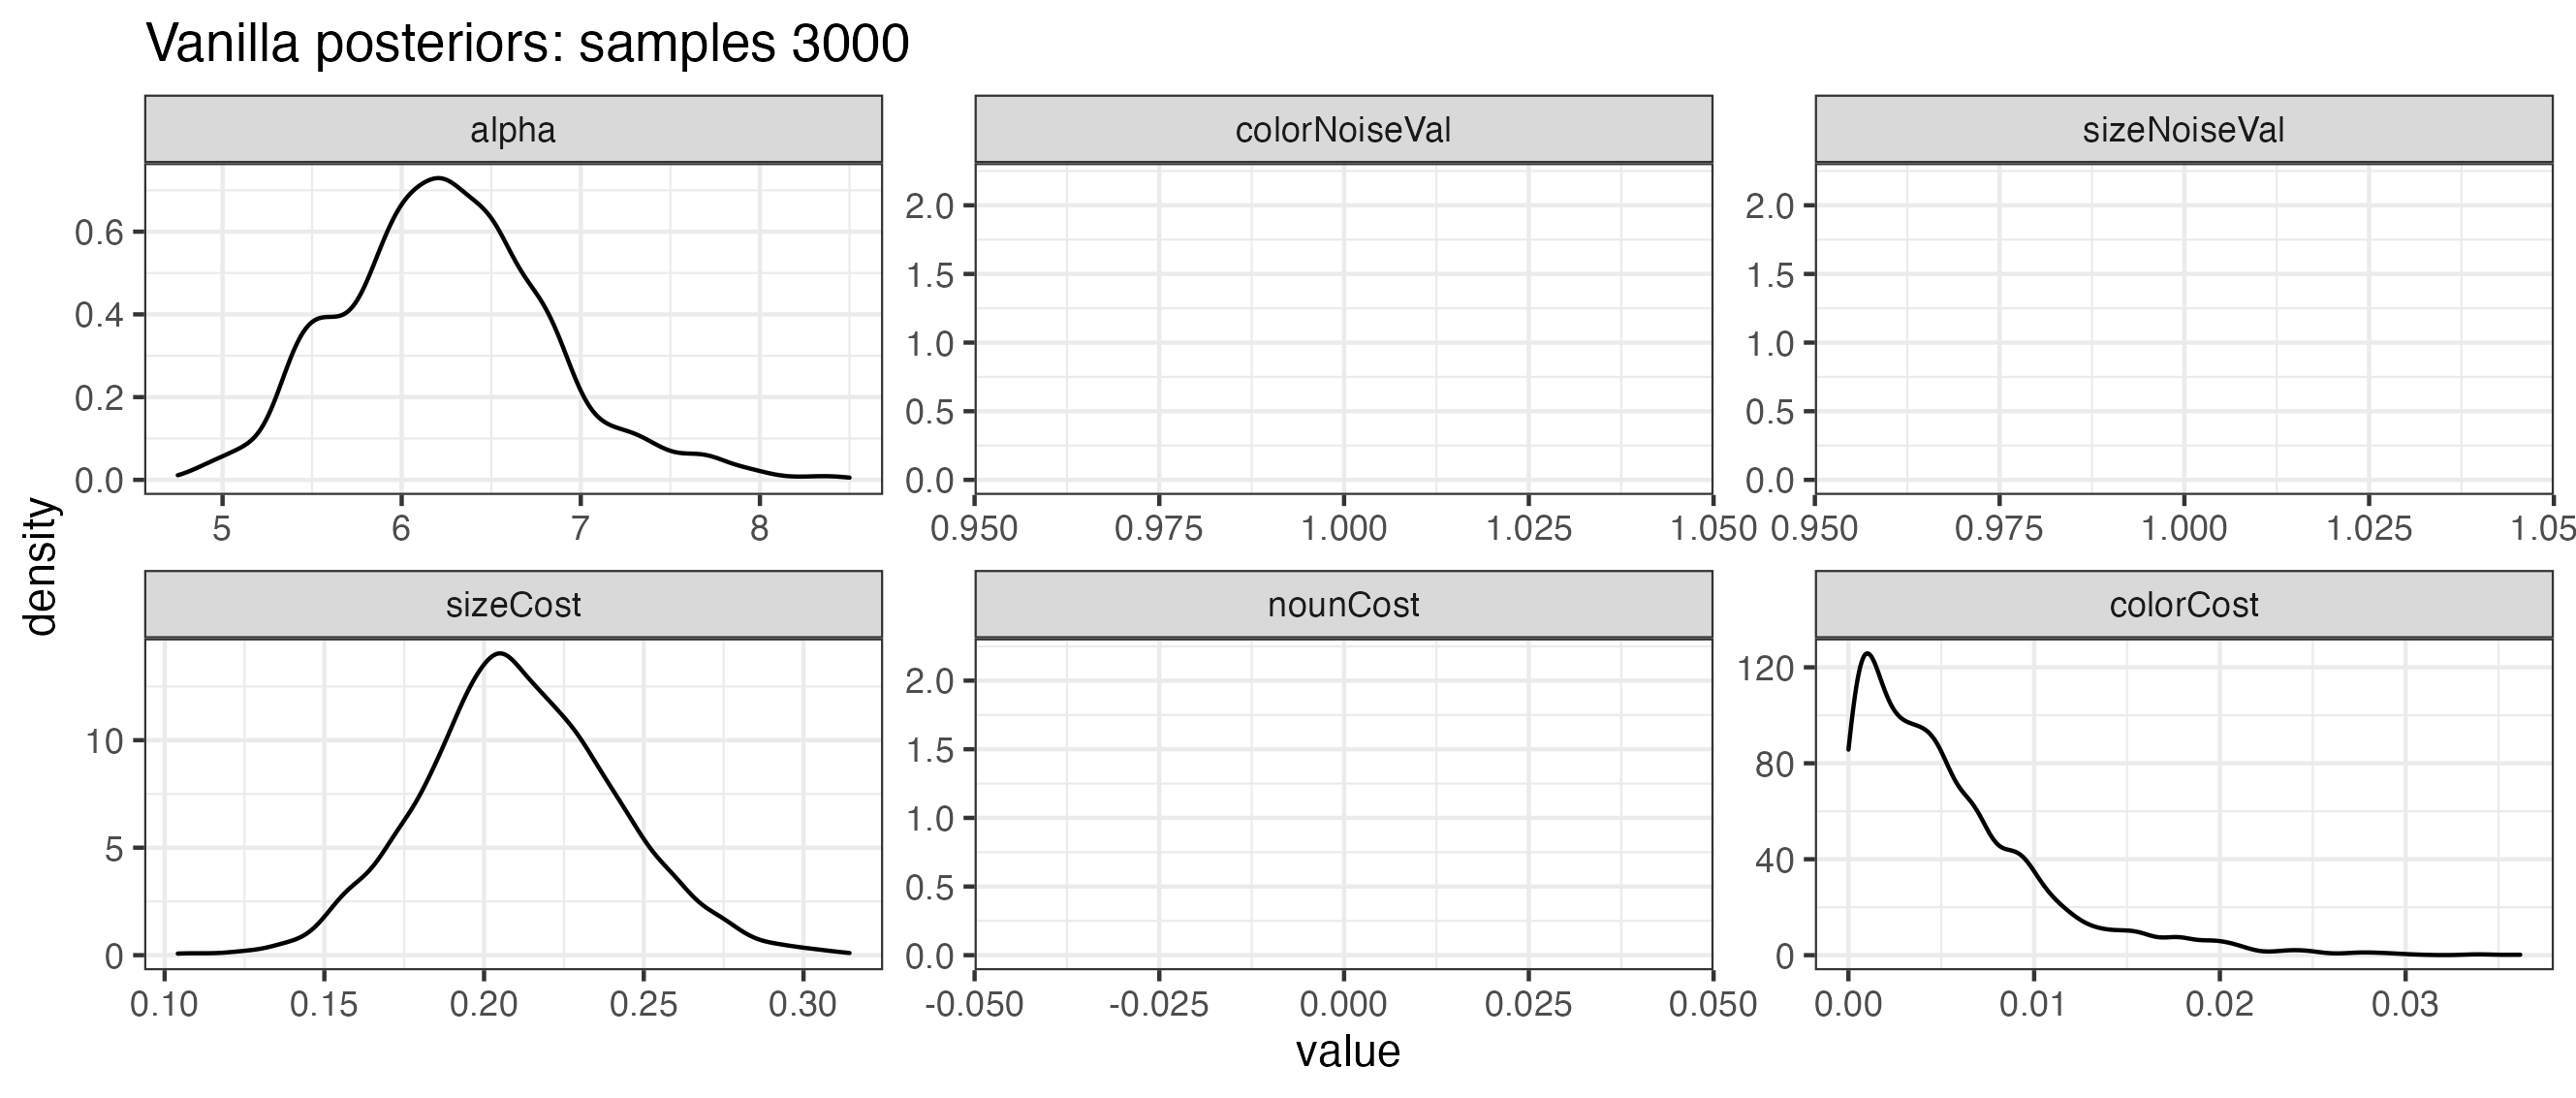 Vanilla posteriors: samples 3000
alpha
colorNoiseVal
sizeNoiseVal
0.6
0.4
0.2
0.0
2.0
1.5
1.0
0.5
0.0
2.0
1.5
1.0
0.5
0.0
5 6 7 8
0.950 0.975 1.000 1.025 1.050
0.950 0.975 1.000 1.025 1.05
density
sizeCost
nounCost
colorCost
10
5
0
2.0
1.5
1.0
0.5
0.0
120
80
40
0
0.10 0.15 0.20 0.25 0.30
-0.050 -0.025 0.000 0.025 0.050
0.00 0.01 0.02 0.03
value